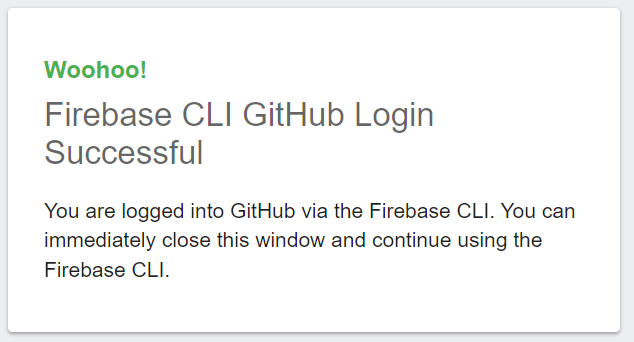 Woohoo!
Firebase CLI GitHub Login
Successful
You are logged into GitHub via the Firebase CLI. You can
immediately close this window and continue using the
Firebase CLI.